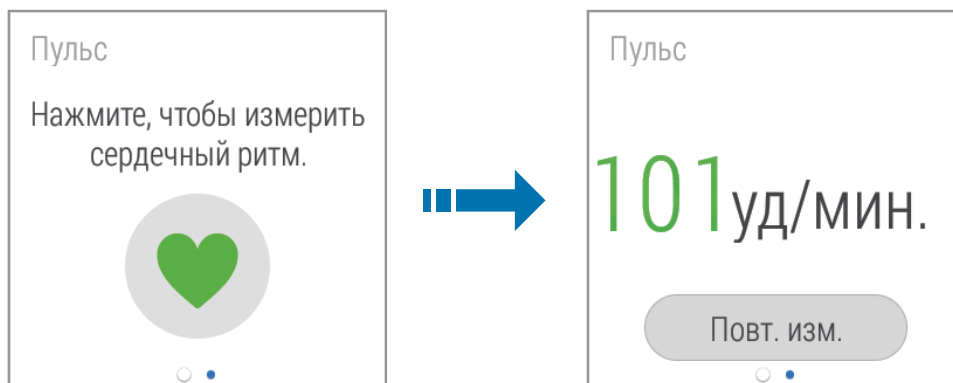 Пульс
Нажмите, чтобы измерить
сердечный ритм.
Пульс
101уд/мин.
Повт. изм.